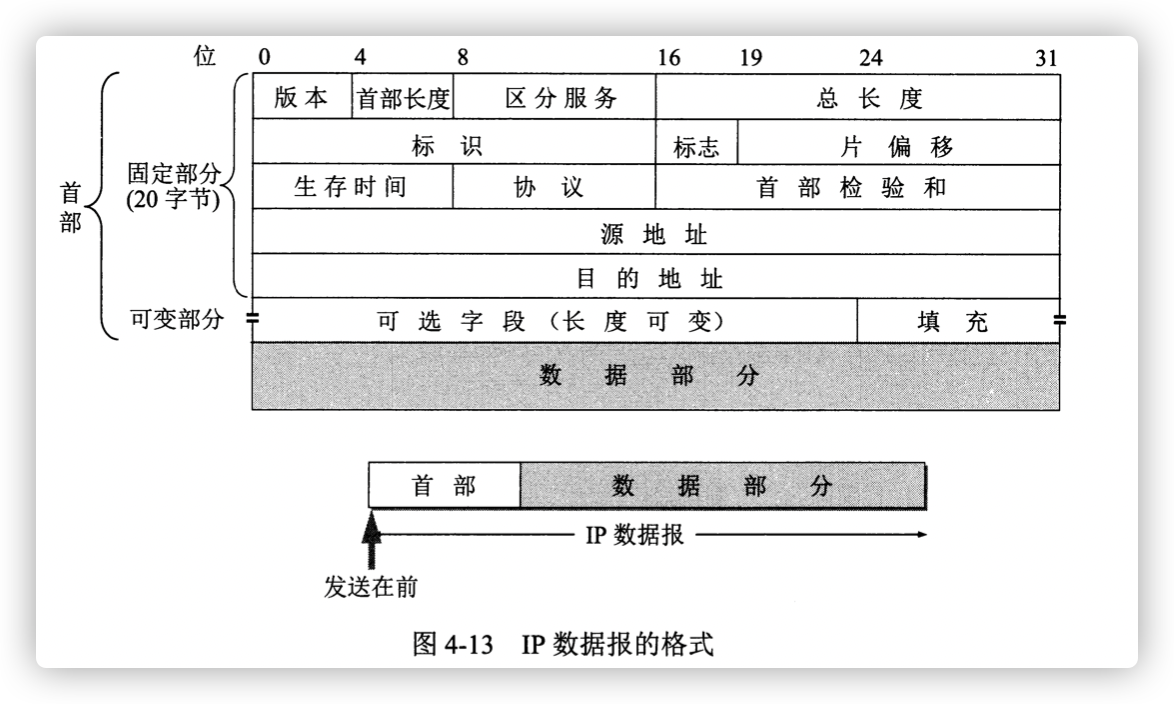 位 0 4 8 16 19 24 31
版本 首部长度 区分服务 总长度
标识 标志 片偏移
固定部分
(20 字节)
首部
生存时间 协议 首部检验和
源地址
目的地址
可变部分 可选字段（长度可变） 填充
数据部分
首部 数据部分
IP 数据报
发送在前
图 4-13 IP 数据报的格式